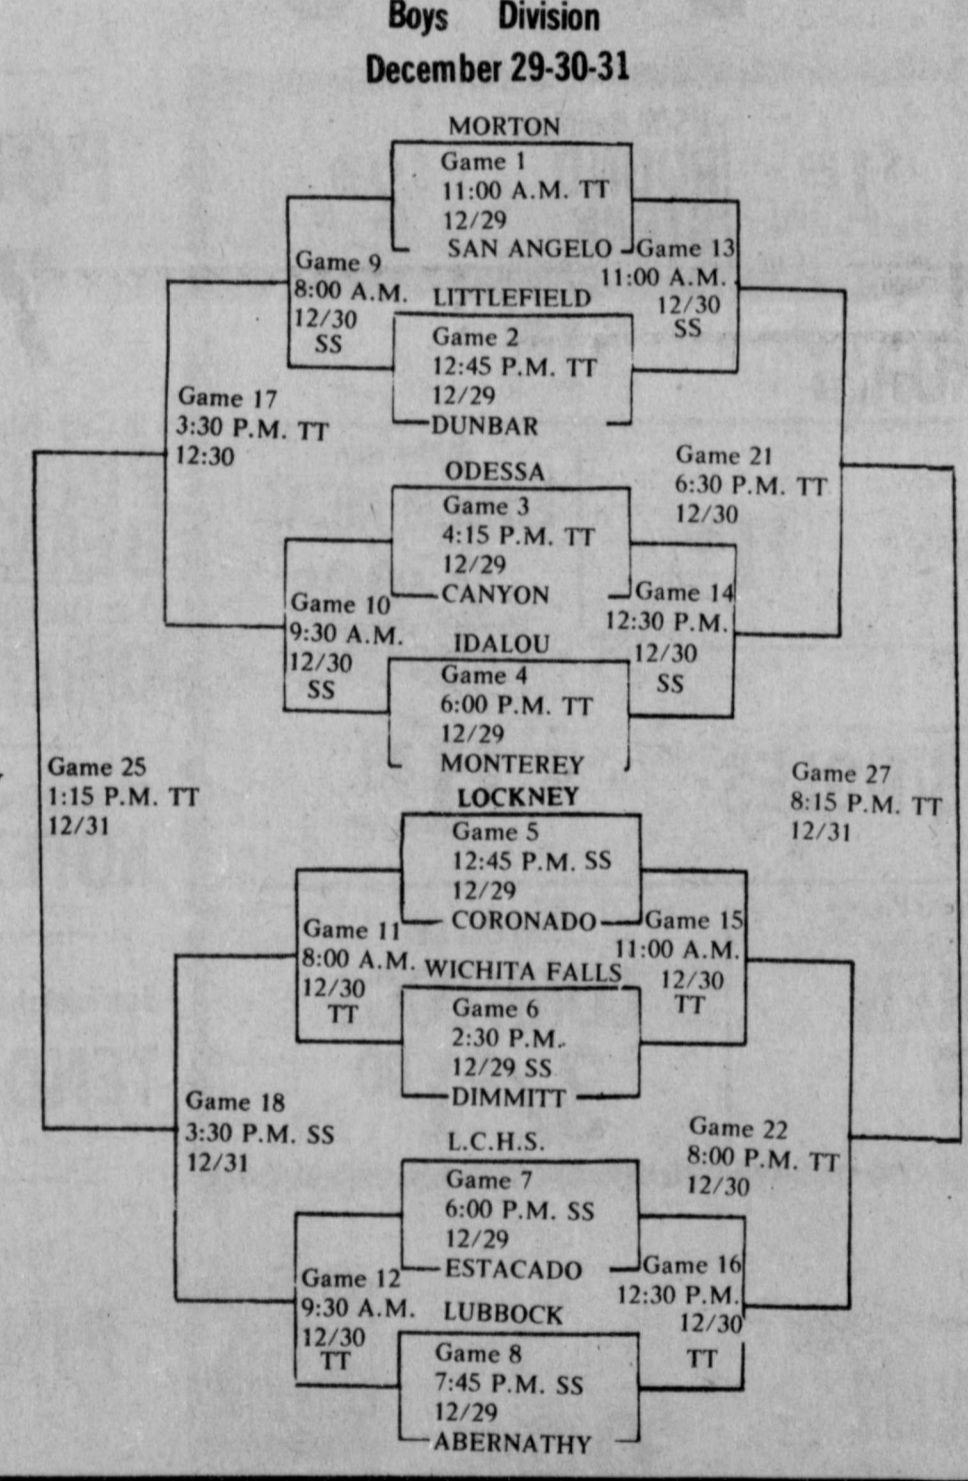 Boys Division
December 29-30-31
MORTON
Game 1
11:00 A.M. TT
12/29
SAN ANGELO
Game 9
8:00 A.M.
12/30
SS
Game 13
11:00 A.M.
12/30
SS
LITTLEFIELD
Game 2
12:45 P.M. TT
12/29
DUNBAR
Game 17
3:30 P.M. TT
12:30
Game 21
6:30 P.M. TT
12/30
ODESSA
Game 3
4:15 P.M. TT
12/29
CANYON
Game 10
9:30 A.M.
12/30
SS
Game 14
12:30 P.M.
12/30
SS
IDALOU
Game 4
6:00 P.M. TT
12/29
MONTEREY
Game 25
1:15 P.M. TT
12/31
Game 27
8:15 P.M. TT
12/31
LOCKNEY
Game 5
12:45 P.M. SS
12/29
CORONADO
Game 11
8:00 A.M.
12/30
TT
Game 15
11:00 A.M.
12/30
TT
WICHITA FALLS
Game 6
2:30 P.M.
12/29 SS
DIMMITT
Game 18
3:30 P.M. SS
12/31
Game 22
8:00 P.M. TT
12/30
L.C.H.S.
Game 7
6:00 P.M. SS
12/29
ESTACADO
Game 12
9:30 A.M.
12/30
TT
Game 16
12:30 P.M.
12/30
TT
LUBBOCK
Game 8
7:45 P.M. SS
12/29
ABERNATHY